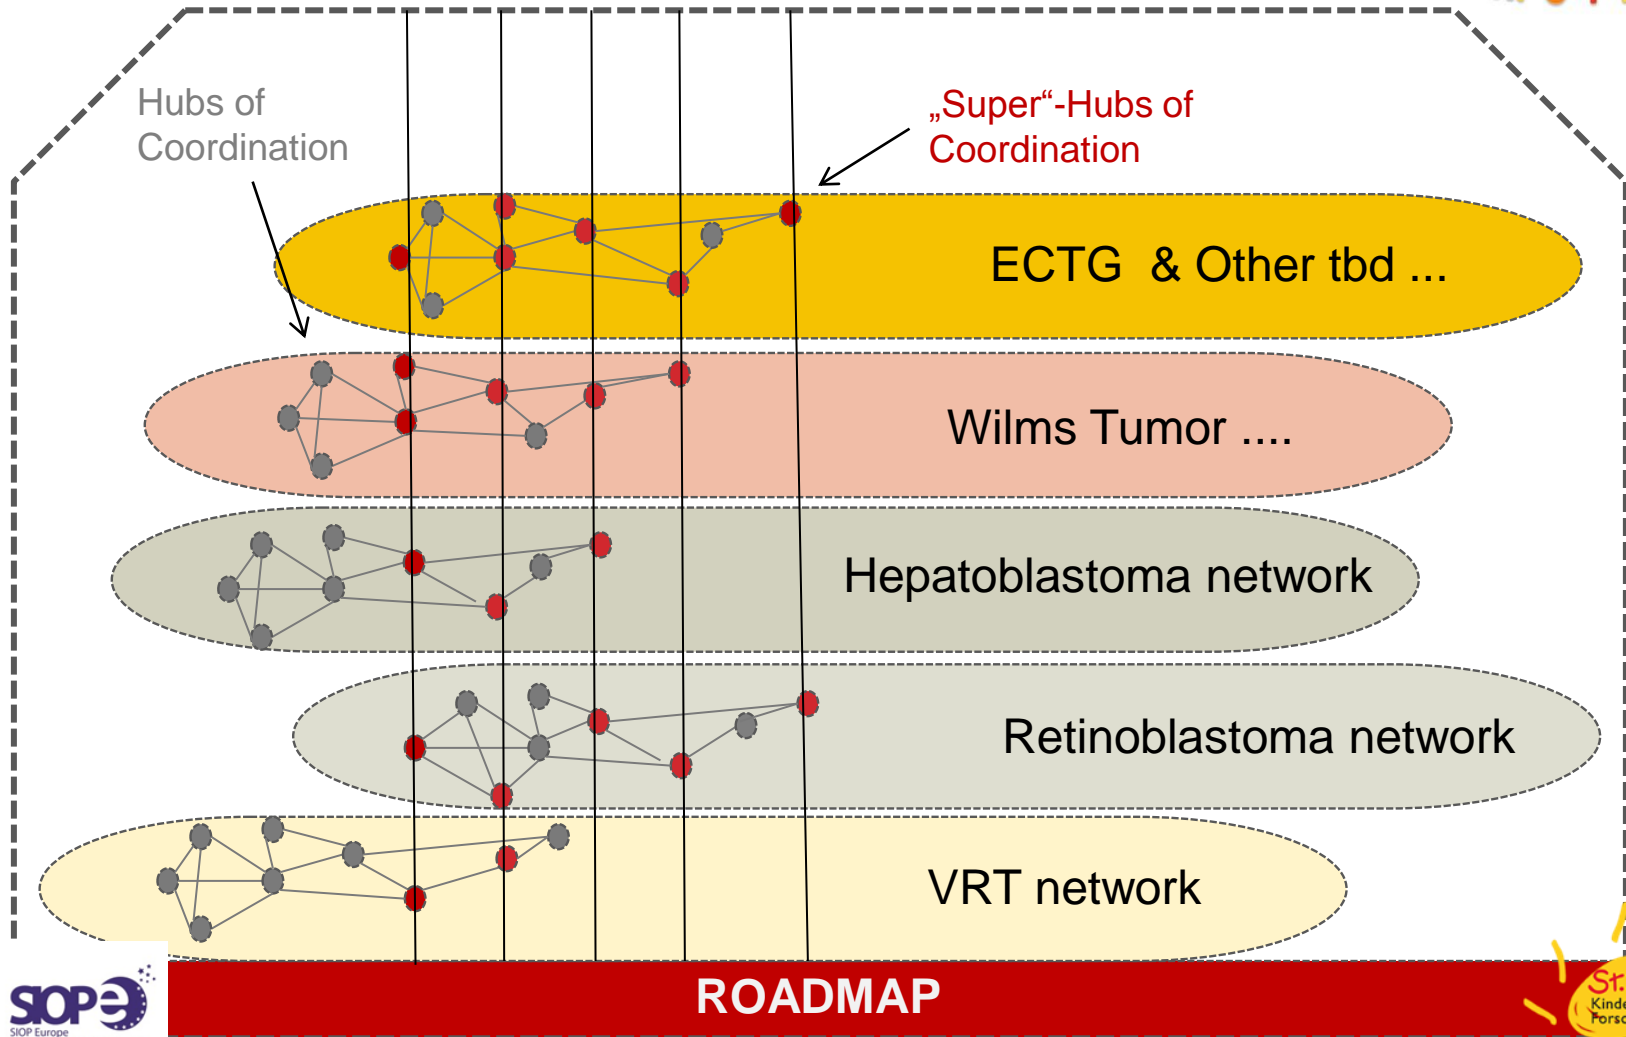 Hubs of
Coordination
„Super“-Hubs of
Coordination
ECTG & Other tbd ...
Wilms Tumor ....
Hepatoblastoma network
Retinoblastoma network
VRT network
ROADMAP
SIOPe
SIOP Europe
St.